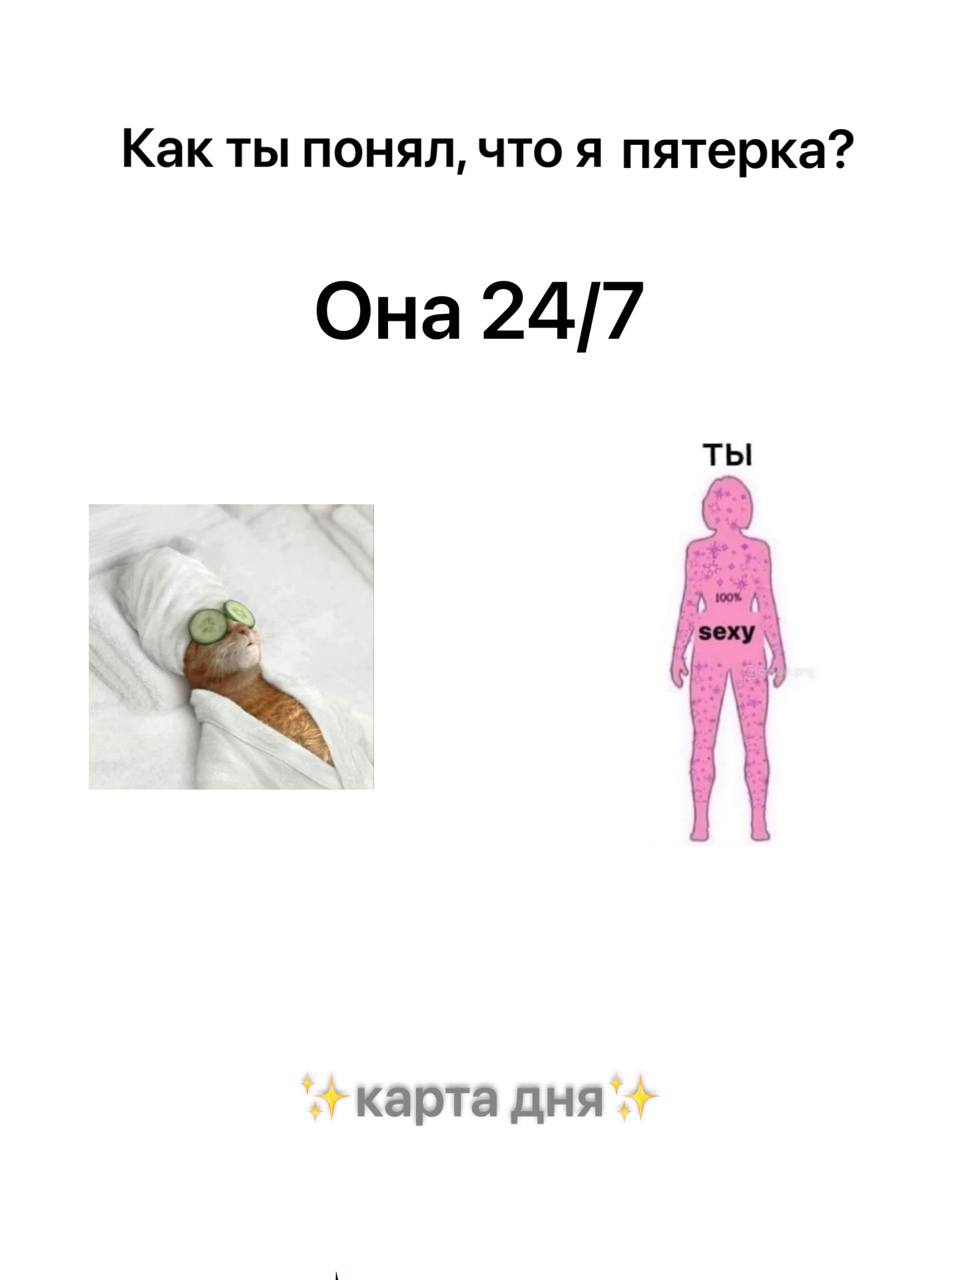 Как ты понял, что я пятерка?
Она 24/7
ты
100%
sexy
✨карта дня✨